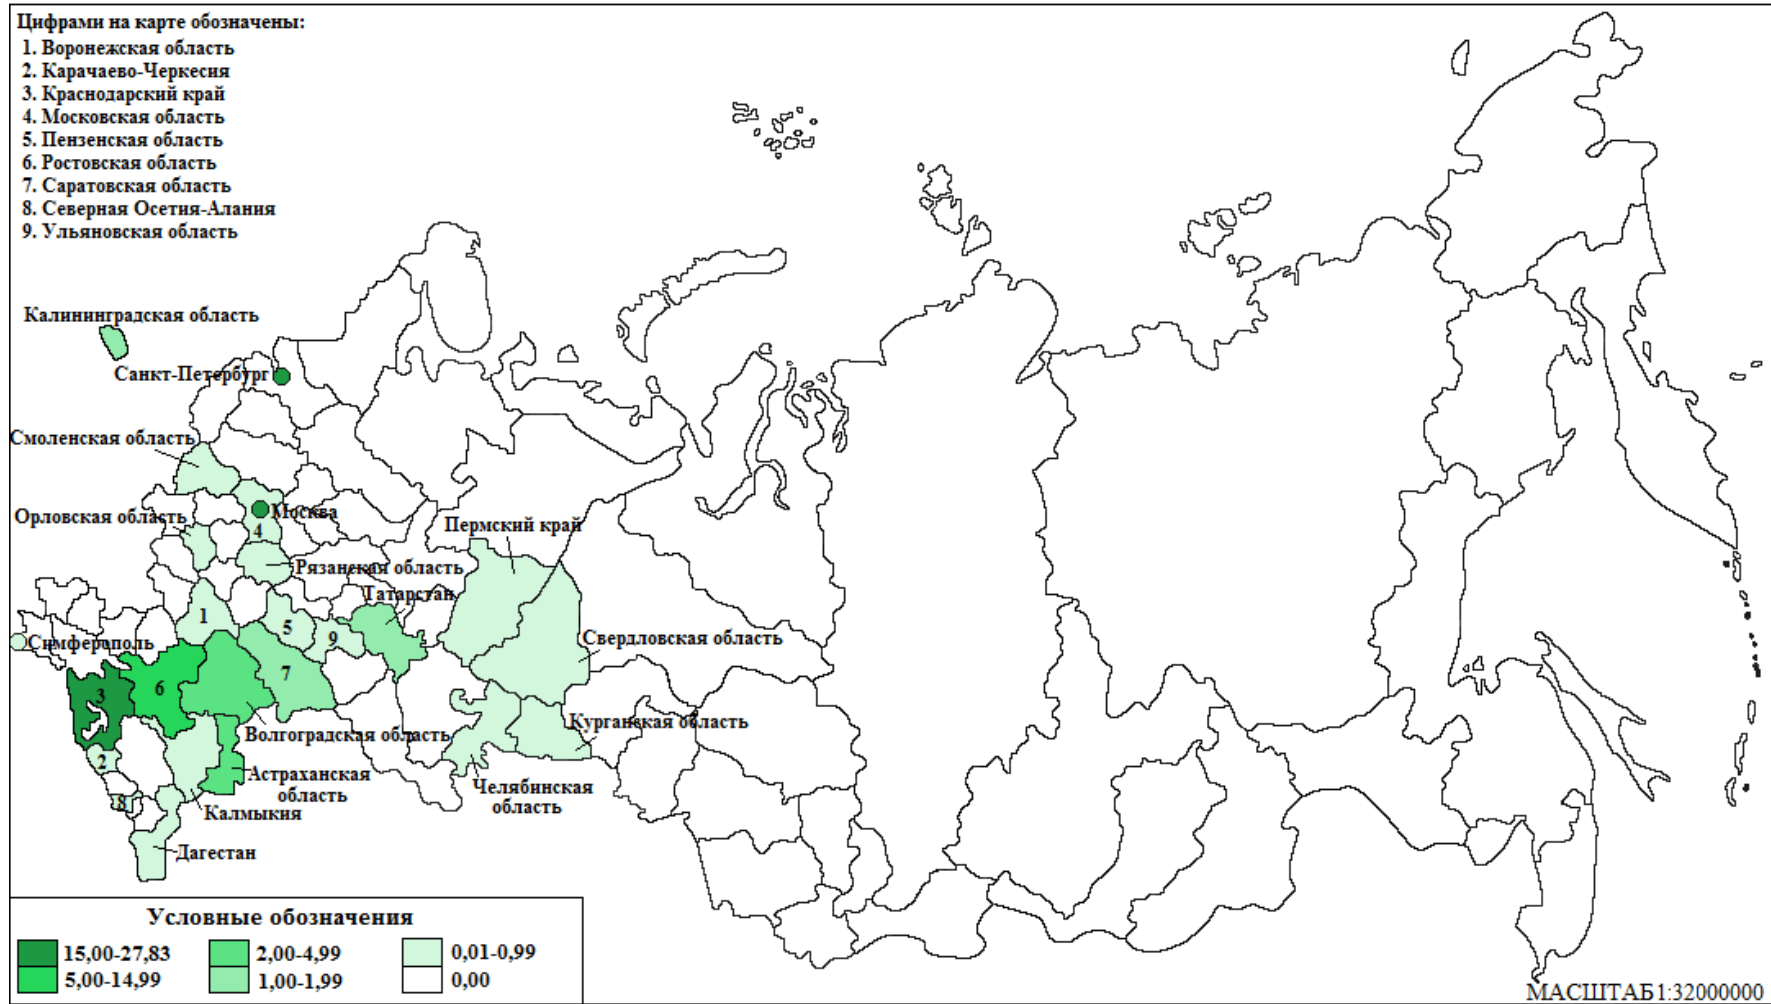 Цифрами на карте обозначены:
1. Воронежская область
2. Карачаево-Черкесия
3. Краснодарский край
4. Московская область
5. Пензенская область
6. Ростовская область
7. Саратовская область
8. Северная Осетия-Алания
9. Ульяновская область
Калининградская область
Санкт-Петербург
Смоленская область
Москва
Орловская область
4
Пермский край
Рязанская область
Татарстан
1
5
9
Симферополь
Свердловская область
7
6
3
Волгоградская область
Курганская область
2
Астраханская
область
Челябинская
область
8
Калмыкия
Дагестан
Условные обозначения
15,00-27,83
2,00-4,99
0,01-0,99
5,00-14,99
1,00-1,99
0,00
МАСШТАБ1:32000000